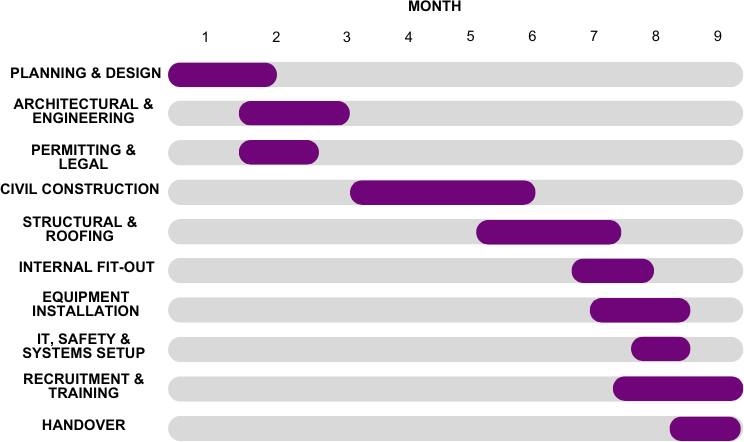 MONTH
1 2 3 4 5 6 7 8 9
PLANNING & DESIGN
ARCHITECTURAL &
ENGINEERING
PERMITTING &
LEGAL
CIVIL CONSTRUCTION
STRUCTURAL &
ROOFING
INTERNAL FIT-OUT
EQUIPMENT
INSTALLATION
IT, SAFETY &
SYSTEMS SETUP
RECRUITMENT &
TRAINING
HANDOVER